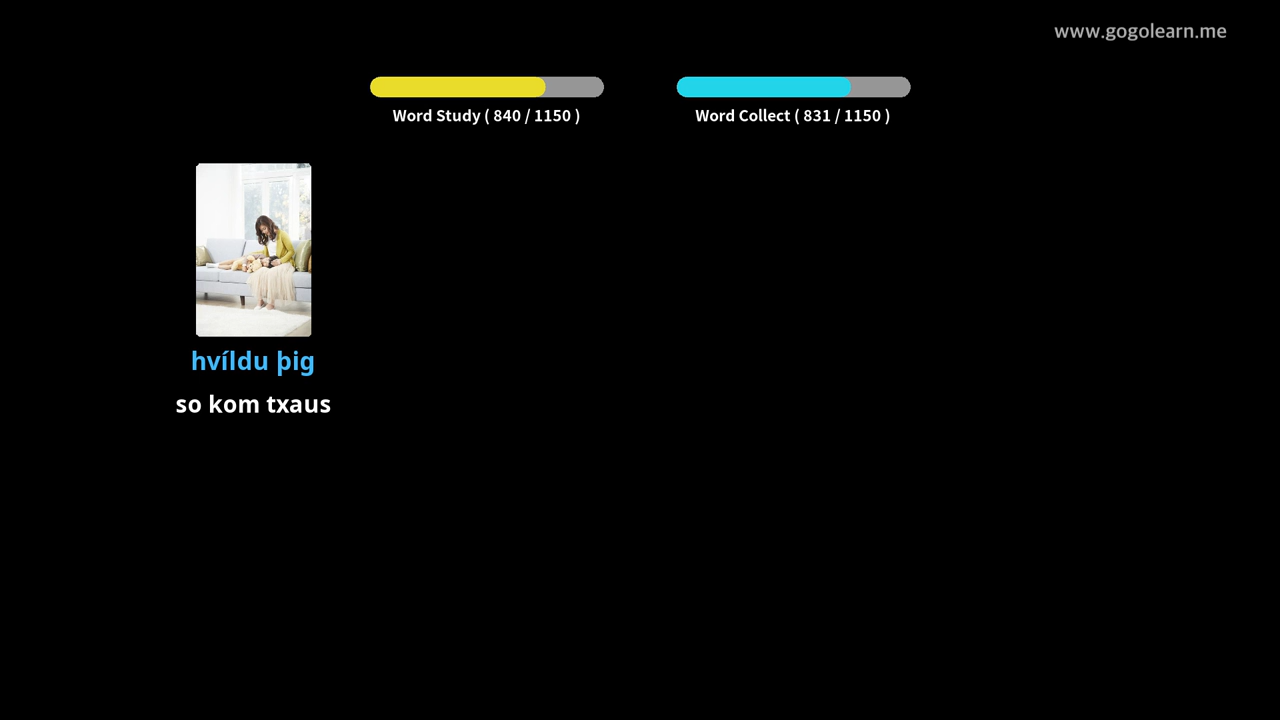 www.gogolearn.me
Word Study ( 840 / 1150 )
Word Collect ( 831 / 1150 )
hvíldu þig
so kom txaus